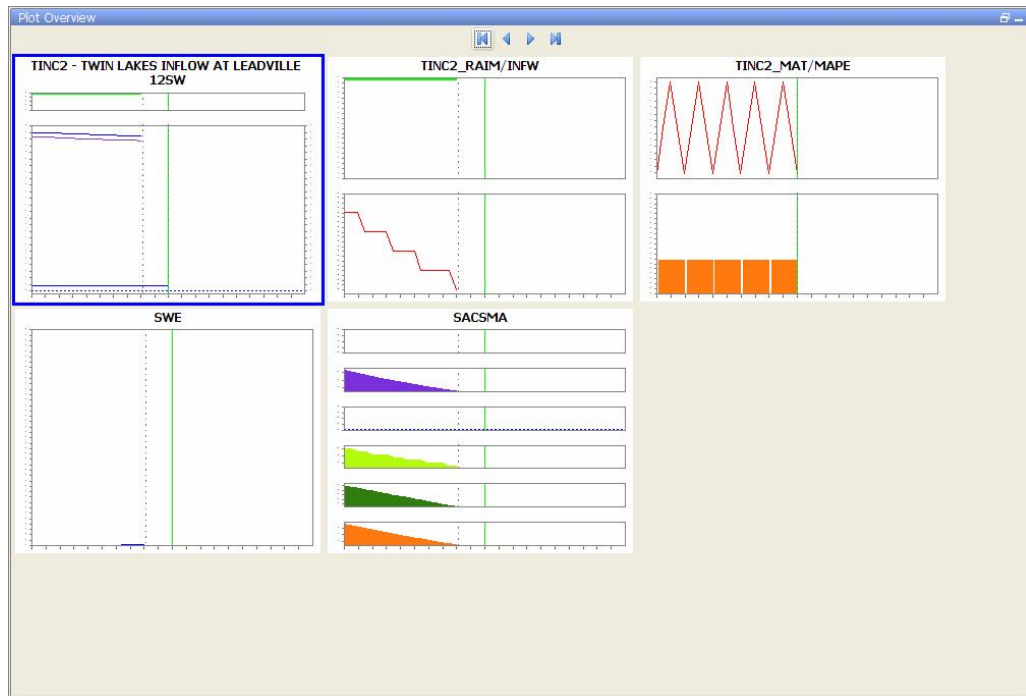 Plot Overview
TINC2 - TWIN LAKES INFLOW AT LEADVILLE
12SW
TINC2_RAIM/INFW
TINC2_MAT/MAPE
SWE
SACSMA